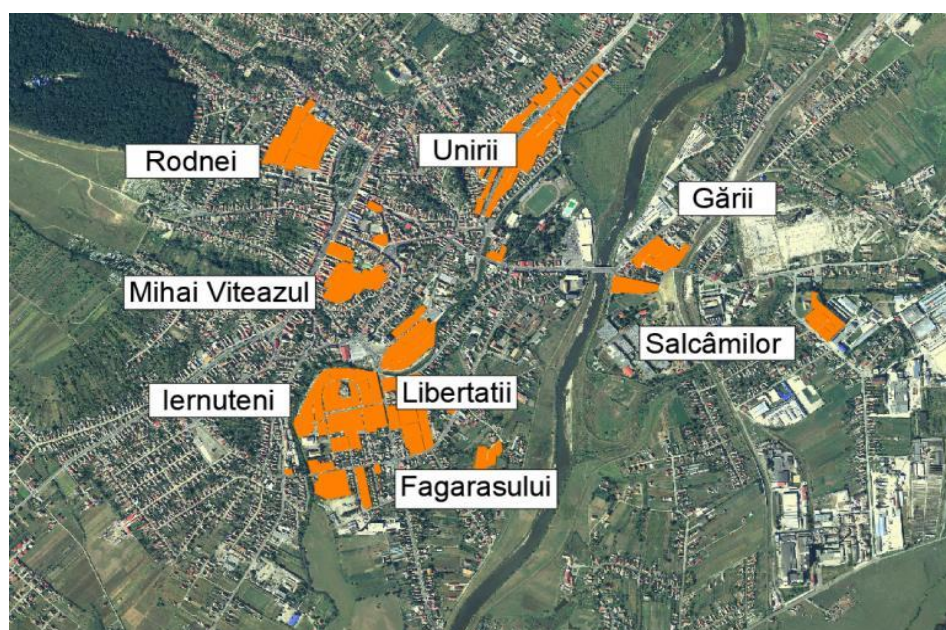 Rodnei
Unirii
Gării
Mihai Viteazul
Salcâmilor
Iernuteni
Libertatii
Fagarasului